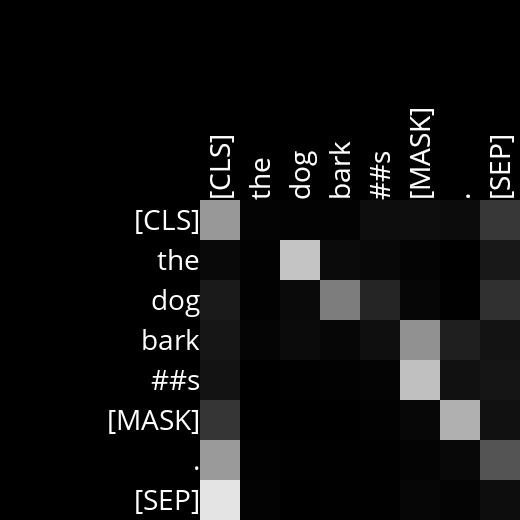 [CLS] the dog bark ##s [MASK] . [SEP]
[CLS]
the
dog
bark
##s
[MASK]
.
[SEP]